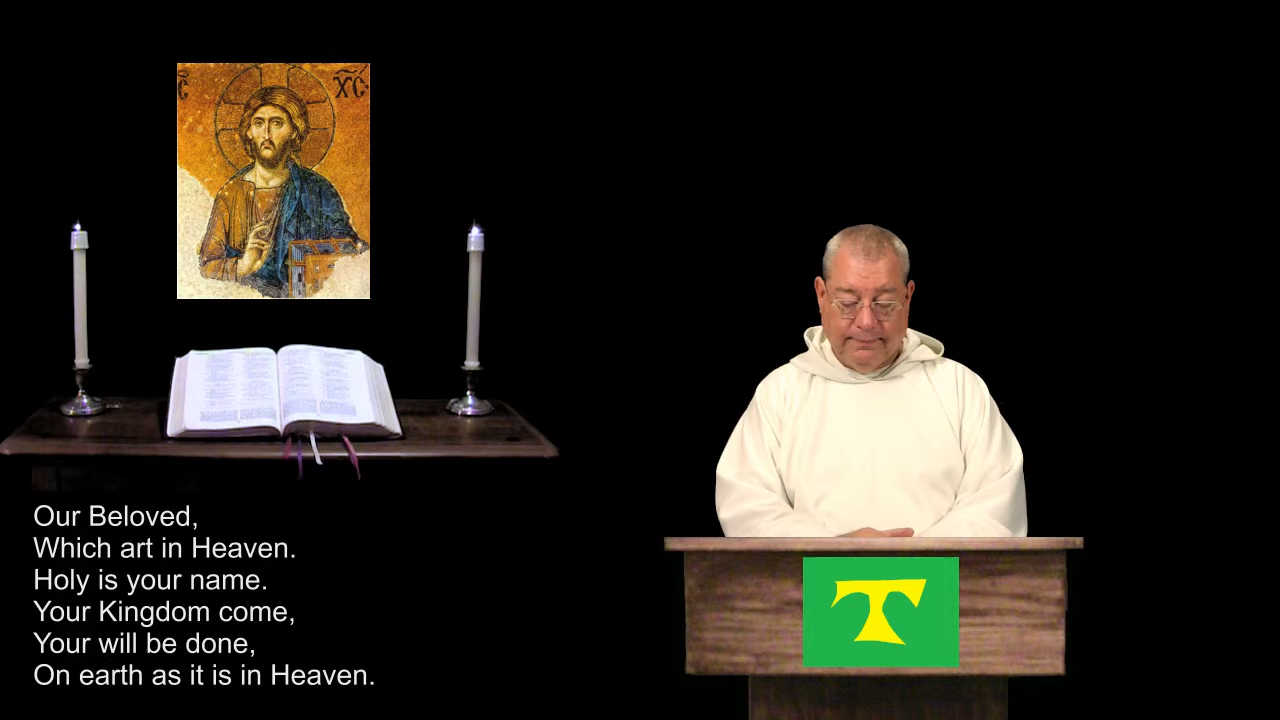 C
XC
Our Beloved,
Which art in Heaven.
Holy is your name.
Your Kingdom come,
Your will be done,
On earth as it is in Heaven.
T